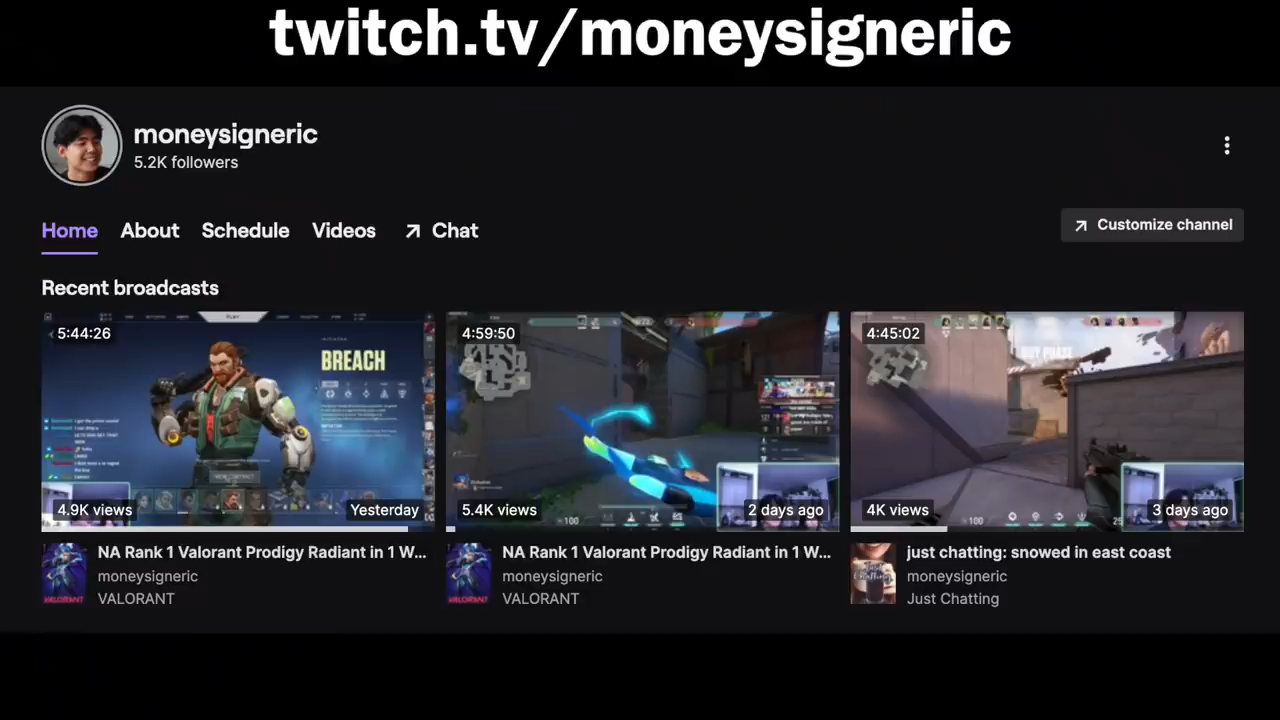 twitch.tv/moneysigneric
moneysigneric
5.2K followers
Home About Schedule Videos Chat
Customize channel
Recent broadcasts
5:44:26
BREACH
4.9K views
Yesterday
4:59:50
5.4K views
2 days ago
4:45:02
BUY PHASE
4K views
3 days ago
NA Rank 1 Valorant Prodigy Radiant in 1 W...
moneysigneric
VALORANT
NA Rank 1 Valorant Prodigy Radiant in 1 W...
moneysigneric
VALORANT
just chatting: snowed in east coast
moneysigneric
Just Chatting